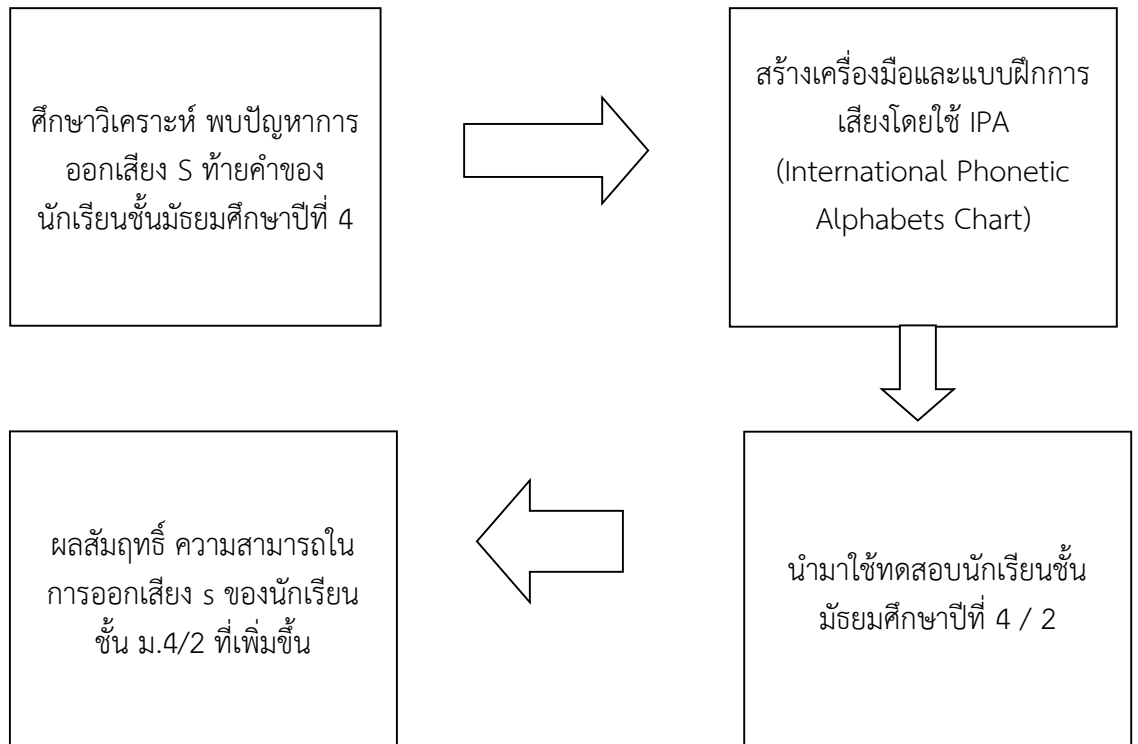 ศึกษาวิเคราะห์ พบปัญหาการ
ออกเสียง S ท้ายคำของ
นักเรียนชั้นมัธยมศึกษาปีที่ 4
สร้างเครื่องมือและแบบฝึกการ
เสียงโดยใช้ IPA
(International Phonetic
Alphabets Chart)
นำมาใช้ทดสอบนักเรียนชั้น
มัธยมศึกษาปีที่ 4 / 2
ผลสัมฤทธิ์ ความสามารถใน
การออกเสียง s ของนักเรียน
ชั้น ม.4/2 ที่เพิ่มขึ้น